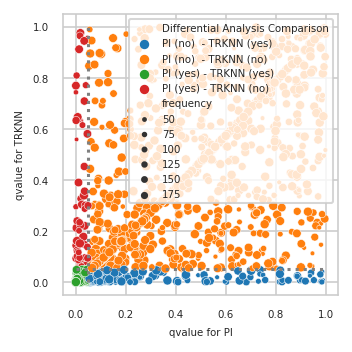 Differential Analysis Comparison
PI (no) - TRKNN (yes)
PI (no) - TRKNN (no)
PI (yes) - TRKNN (yes)
PI (yes) - TRKNN (no)
frequency
50
75
100
125
150
175
1.0
0.8
0.6
0.4
0.2
0.0
qvalue for TRKNN
0.0 0.2 0.4 0.6 0.8 1.0
qvalue for PI